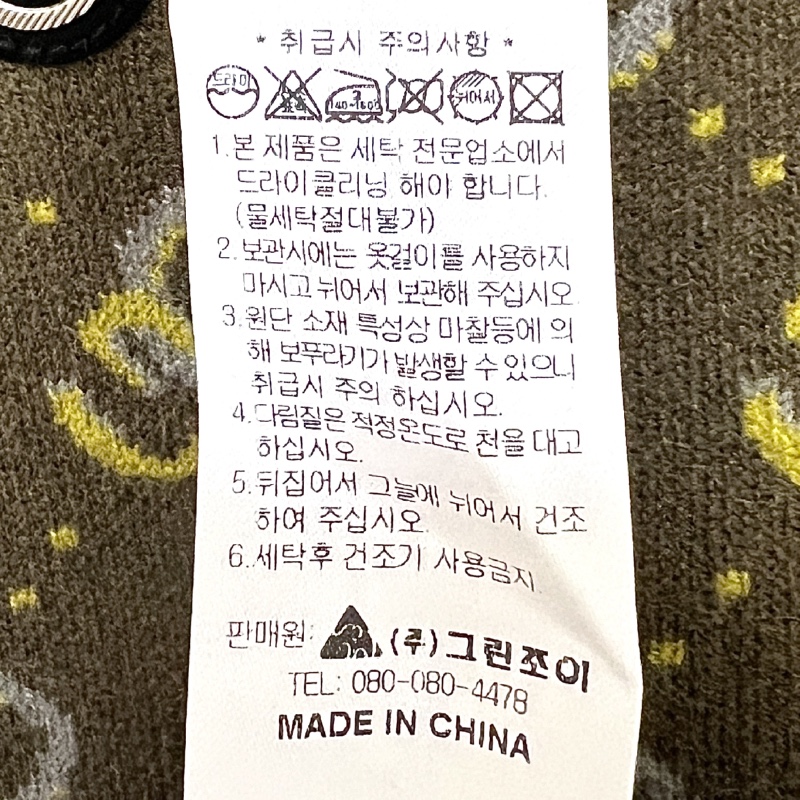 * 취급시 주의사항 *
드라이 표백 2 140-160℃ 뉘어서
1. 본 제품은 세탁 전문업소에서
드라이클리닝 해야 합니다.
(물세탁절대불가)
2. 보관시에는 옷걸이를 사용하지
마시고 뉘어서 보관해 주십시오
3. 원단 소재 특성상 마찰등에 의
해 보푸라기가 발생할 수 있으니
취급시 주의 하십시오.
4. 다림질은 적정온도로 천을 대고
하십시오.
5. 뒤집어서 그늘에 뉘어서 건조
하여 주십시오.
6. 세탁후 건조기 사용금지
판매원: (주)그린조이
TEL: 080-080-4478
MADE IN CHINA